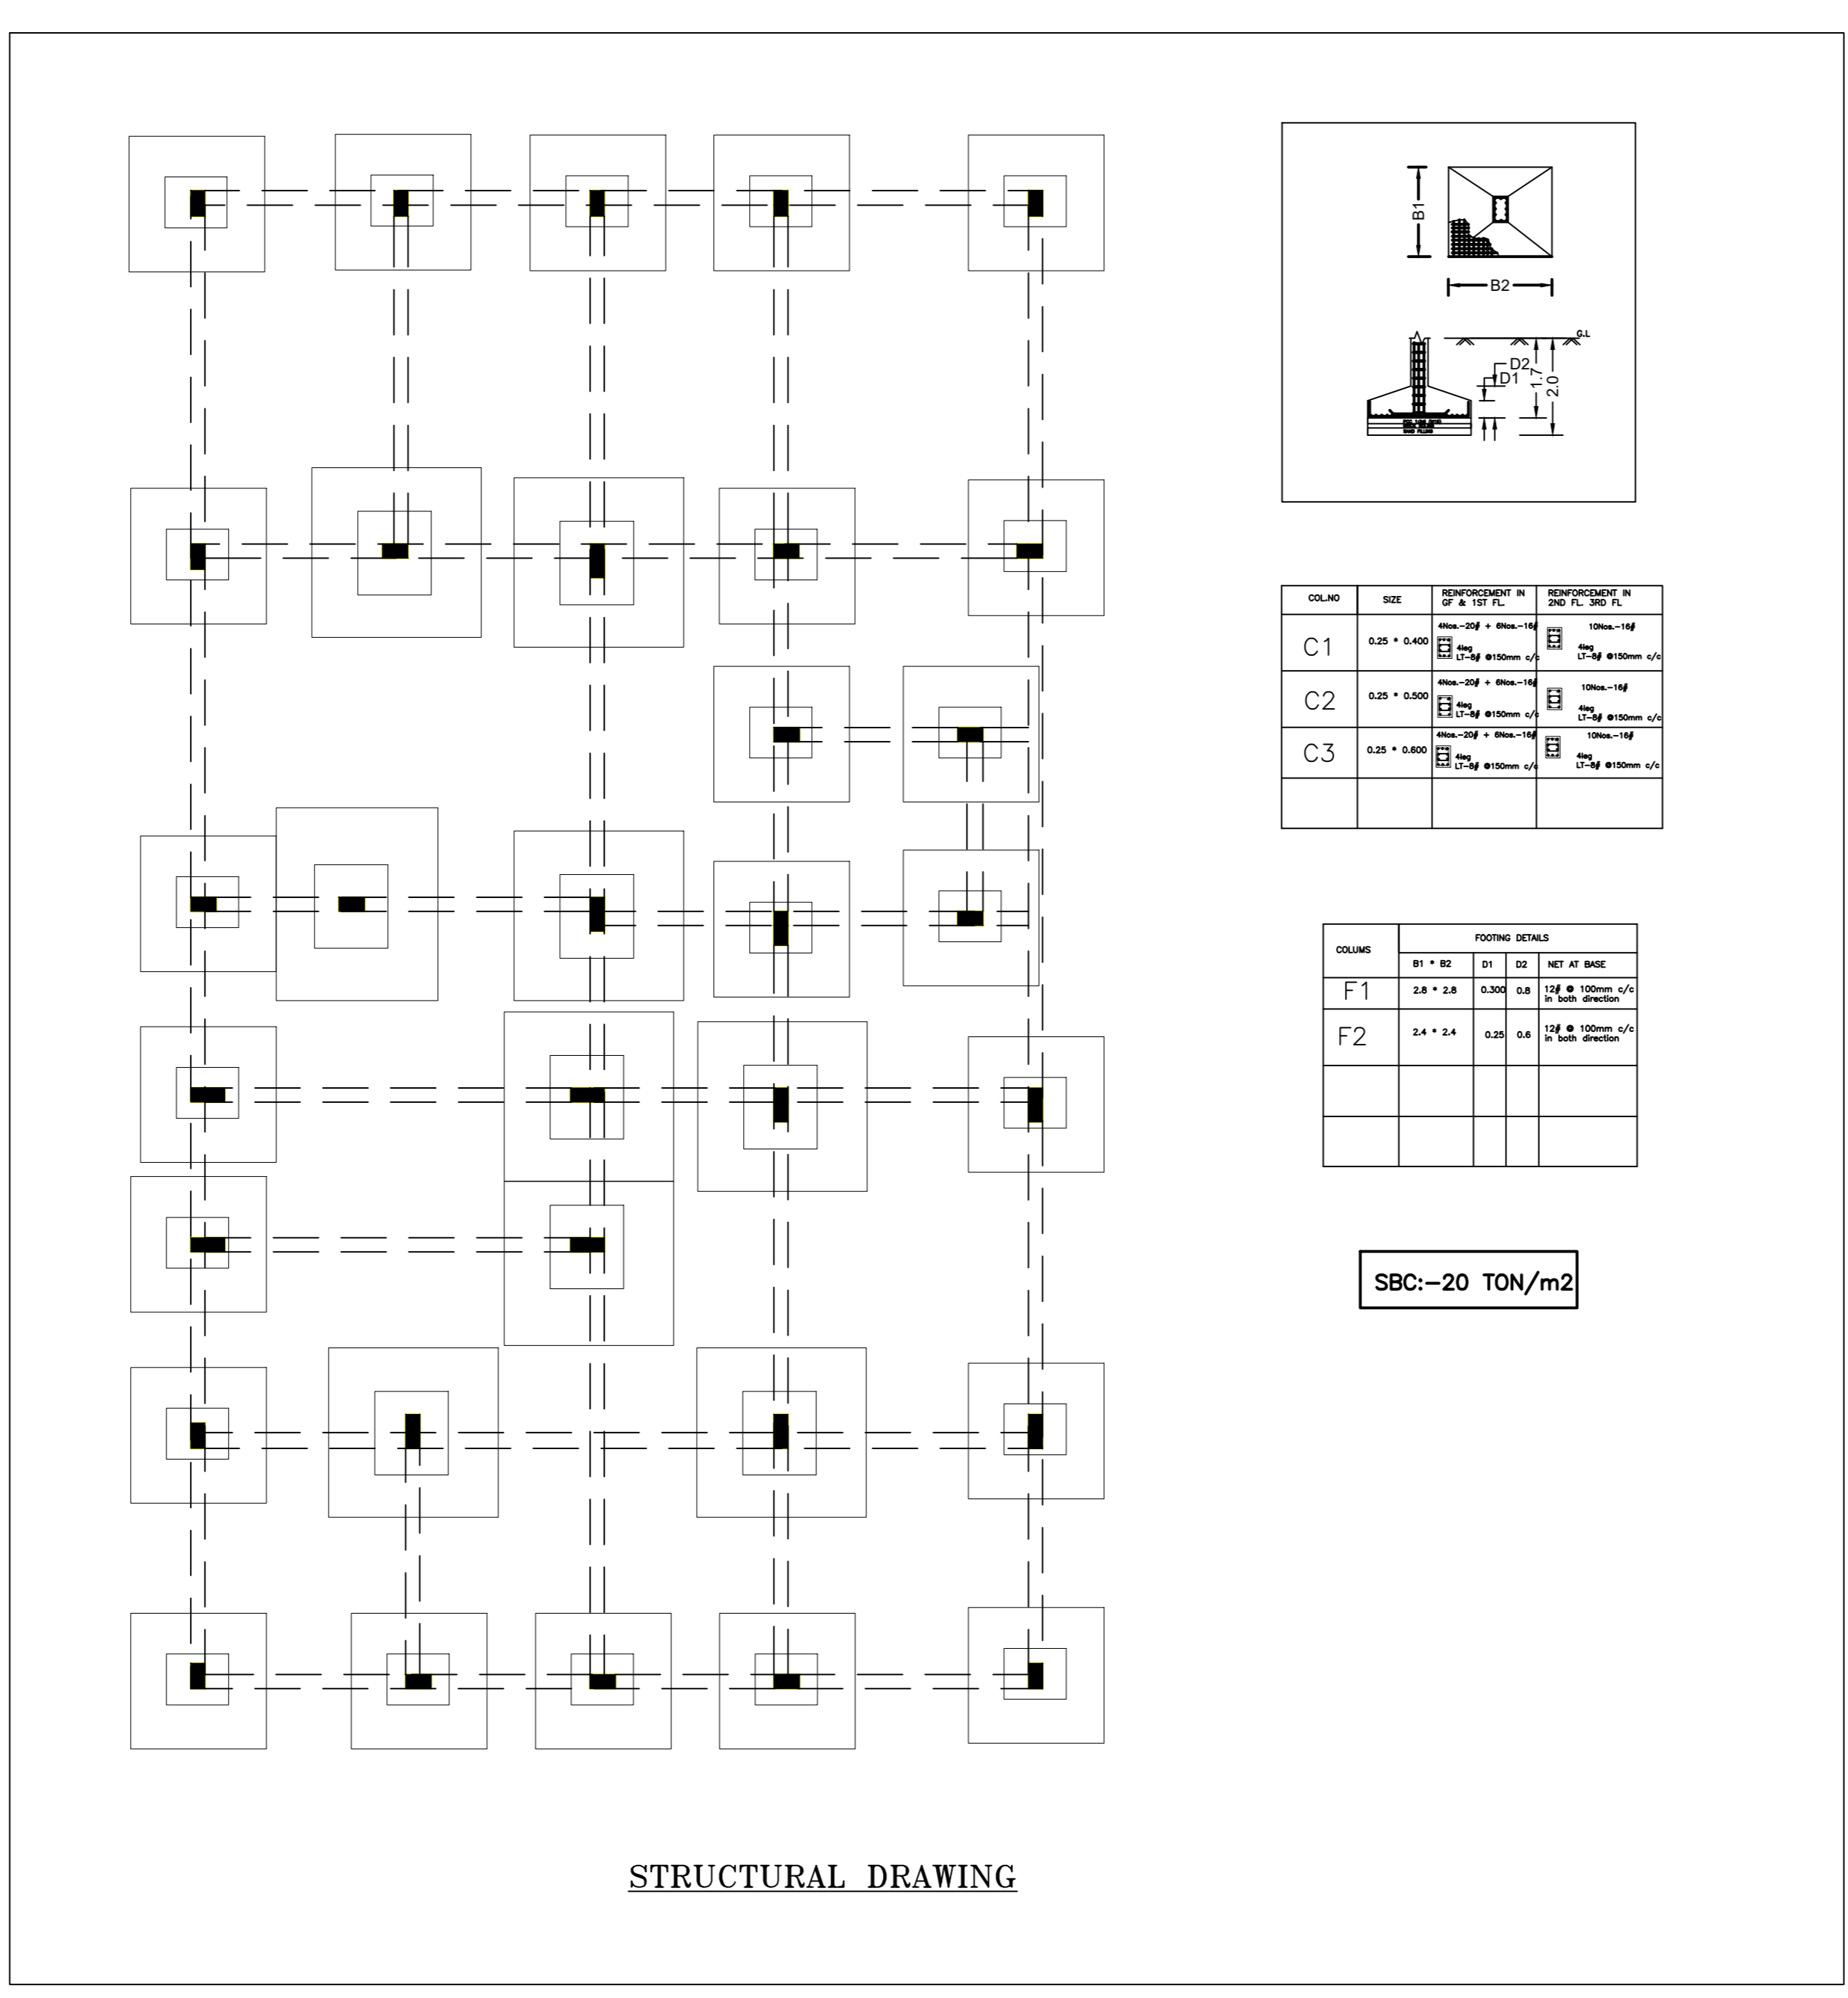 B1
B2
G.L
D2
D1
1.7
2.0
SAND FILLING
COL.NO SIZE REINFORCEMENT IN GF & 1ST FL. REINFORCEMENT IN 2ND FL. 3RD FL
C1 0.25 * 0.400 4Nos.-20# + 6Nos.-16# 10Nos.-16#
4leg 4leg
LT-8# @150mm c/c LT-8# @150mm c/c
C2 0.25 * 0.500 4Nos.-20# + 6Nos.-16# 10Nos.-16#
4leg 4leg
LT-8# @150mm c/c LT-8# @150mm c/c
C3 0.25 * 0.600 4Nos.-20# + 6Nos.-16# 10Nos.-16#
4leg 4leg
LT-8# @150mm c/c LT-8# @150mm c/c
COLUMS FOOTING DETAILS
B1 * B2 D1 D2 NET AT BASE
F1 2.8 * 2.8 0.300 0.8 12# @ 100mm c/c
in both direction
F2 2.4 * 2.4 0.25 0.6 12# @ 100mm c/c
in both direction
SBC:-20 TON/m2
STRUCTURAL DRAWING